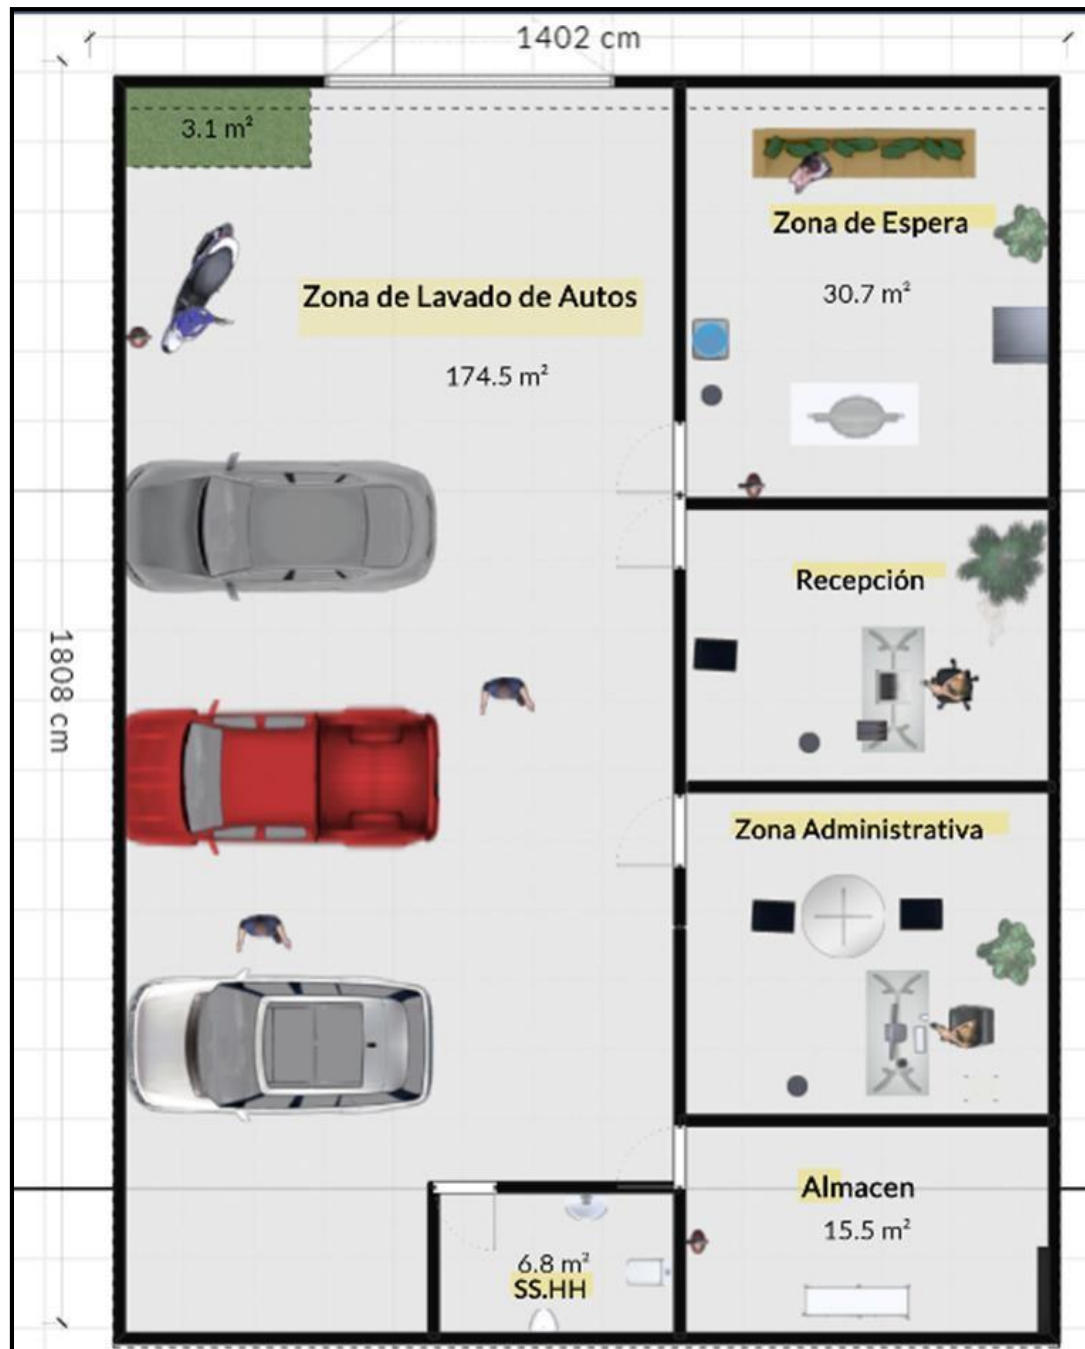 1402 cm
3.1 m²
Zona de Espera
Zona de Lavado de Autos
30.7 m²
174.5 m²
Recepción
1808 cm
Zona Administrativa
Almacen
15.5 m²
6.8 m²
SS.HH